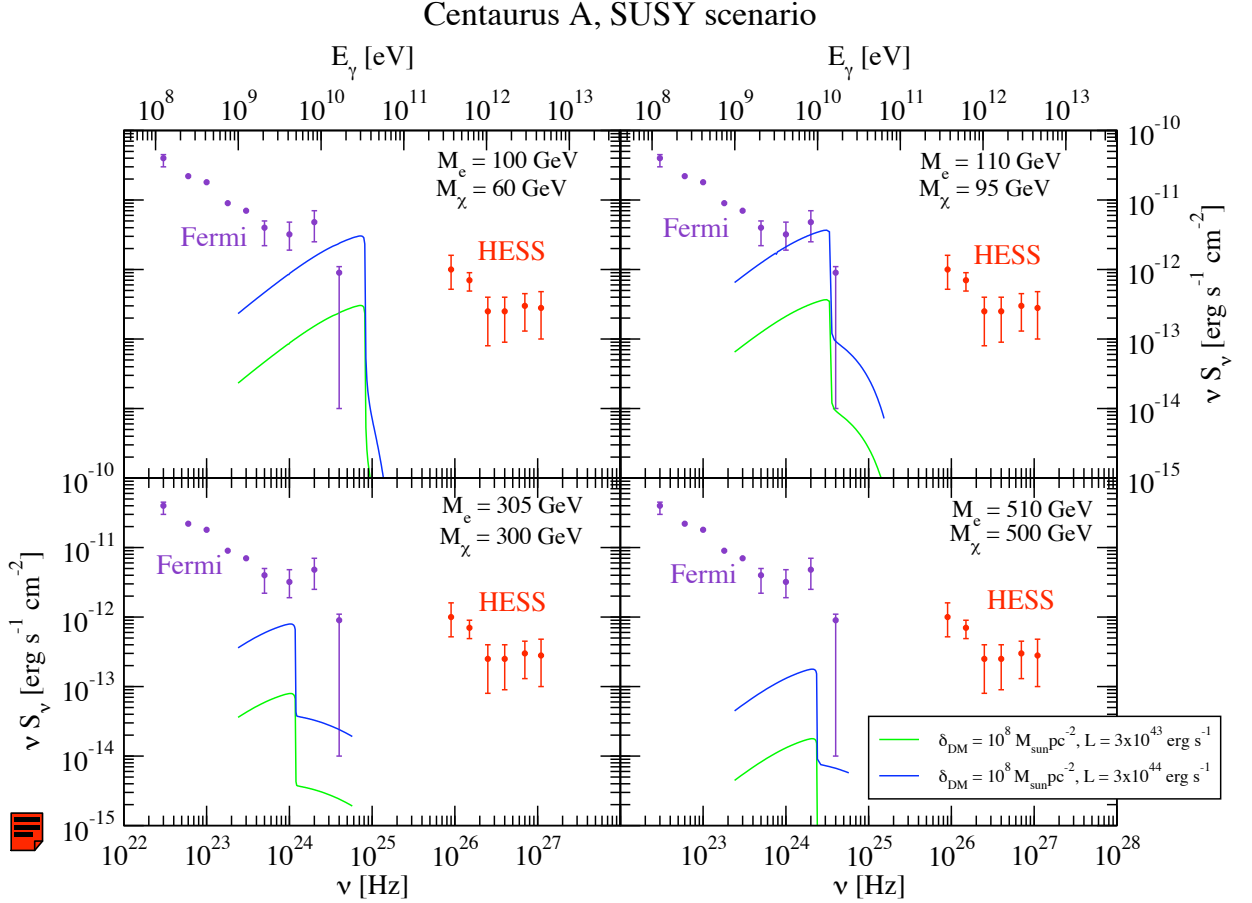 Centaurus A, SUSY scenario
E_γ [eV]
E_γ [eV]
10^8 10^9 10^10 10^11 10^12 10^13
10^8 10^9 10^10 10^11 10^12 10^13
M_e = 100 GeV
M_χ = 60 GeV
Fermi
HESS
M_e = 110 GeV
M_χ = 95 GeV
Fermi
HESS
10^-10
10^-11
10^-12
10^-13
10^-14
10^-15
ν S_ν [erg s^-1 cm^-2]
10^-10
10^-10
10^-11
10^-12
10^-13
10^-14
10^-15
ν S_ν [erg s^-1 cm^-2]
M_e = 305 GeV
M_χ = 300 GeV
Fermi
HESS
M_e = 510 GeV
M_χ = 500 GeV
Fermi
HESS
δ_DM = 10^8 M_sun pc^-2, L = 3x10^43 erg s^-1
δ_DM = 10^8 M_sun pc^-2, L = 3x10^44 erg s^-1
10^22 10^23 10^24 10^25 10^26 10^27
10^23 10^24 10^25 10^26 10^27 10^28
ν [Hz]
ν [Hz]